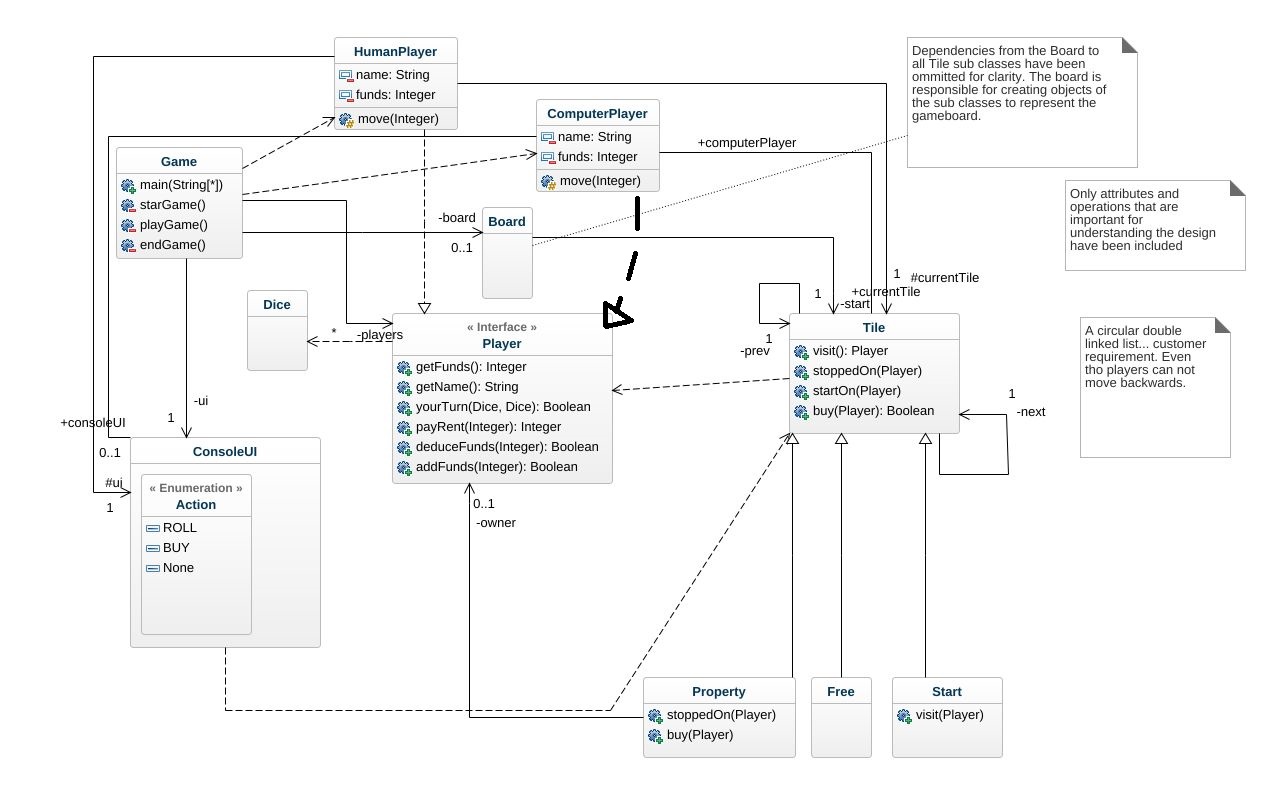 HumanPlayer
name: String
funds: Integer
move(Integer)
Dependencies from the Board to
all Tile sub classes have been
ommitted for clarity. The board is
responsible for creating objects of
the sub classes to represent the
gameboard.
ComputerPlayer
name: String
funds: Integer
move(Integer)
+computerPlayer
Game
main(String[*])
starGame()
playGame()
endGame()
Only attributes and
operations that are
important for
understanding the design
have been included
-board
0..1
Board
1
#currentTile
1
+currentTile
-start
Dice
*
-players
« Interface »
Player
getFunds(): Integer
getName(): String
yourTurn(Dice, Dice): Boolean
payRent(Integer): Integer
deduceFunds(Integer): Boolean
addFunds(Integer): Boolean
1
-prev
Tile
visit(): Player
stoppedOn(Player)
startOn(Player)
buy(Player): Boolean
A circular double
linked list... customer
requirement. Even
tho players can not
move backwards.
1
-next
-ui
1
+consoleUI
0..1
#ui
1
ConsoleUI
« Enumeration »
Action
ROLL
BUY
None
0..1
-owner
Property
stoppedOn(Player)
buy(Player)
Free
Start
visit(Player)